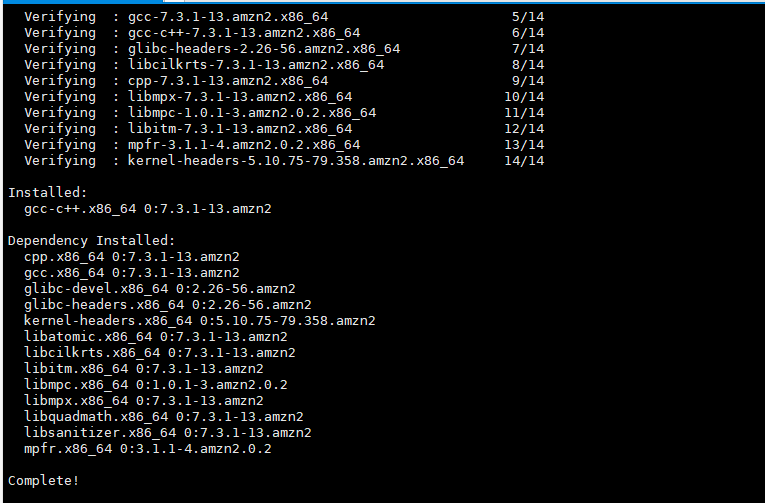 Verifying  : gcc-7.3.1-13.amzn2.x86_64                       5/14
Verifying  : gcc-c++-7.3.1-13.amzn2.x86_64                   6/14
Verifying  : glibc-headers-2.26-56.amzn2.x86_64              7/14
Verifying  : libcilkrts-7.3.1-13.amzn2.x86_64                8/14
Verifying  : cpp-7.3.1-13.amzn2.x86_64                       9/14
Verifying  : libmpx-7.3.1-13.amzn2.x86_64                   10/14
Verifying  : libmpc-1.0.1-3.amzn2.0.2.x86_64                11/14
Verifying  : libitm-7.3.1-13.amzn2.x86_64                   12/14
Verifying  : mpfr-3.1.1-4.amzn2.0.2.x86_64                  13/14
Verifying  : kernel-headers-5.10.75-79.358.amzn2.x86_64     14/14

Installed:
  gcc-c++.x86_64 0:7.3.1-13.amzn2

Dependency Installed:
  cpp.x86_64 0:7.3.1-13.amzn2
  gcc.x86_64 0:7.3.1-13.amzn2
  glibc-devel.x86_64 0:2.26-56.amzn2
  glibc-headers.x86_64 0:2.26-56.amzn2
  kernel-headers.x86_64 0:5.10.75-79.358.amzn2
  libatomic.x86_64 0:7.3.1-13.amzn2
  libcilkrts.x86_64 0:7.3.1-13.amzn2
  libitm.x86_64 0:7.3.1-13.amzn2
  libmpc.x86_64 0:1.0.1-3.amzn2.0.2
  libmpx.x86_64 0:7.3.1-13.amzn2
  libquadmath.x86_64 0:7.3.1-13.amzn2
  libsanitizer.x86_64 0:7.3.1-13.amzn2
  mpfr.x86_64 0:3.1.1-4.amzn2.0.2

Complete!